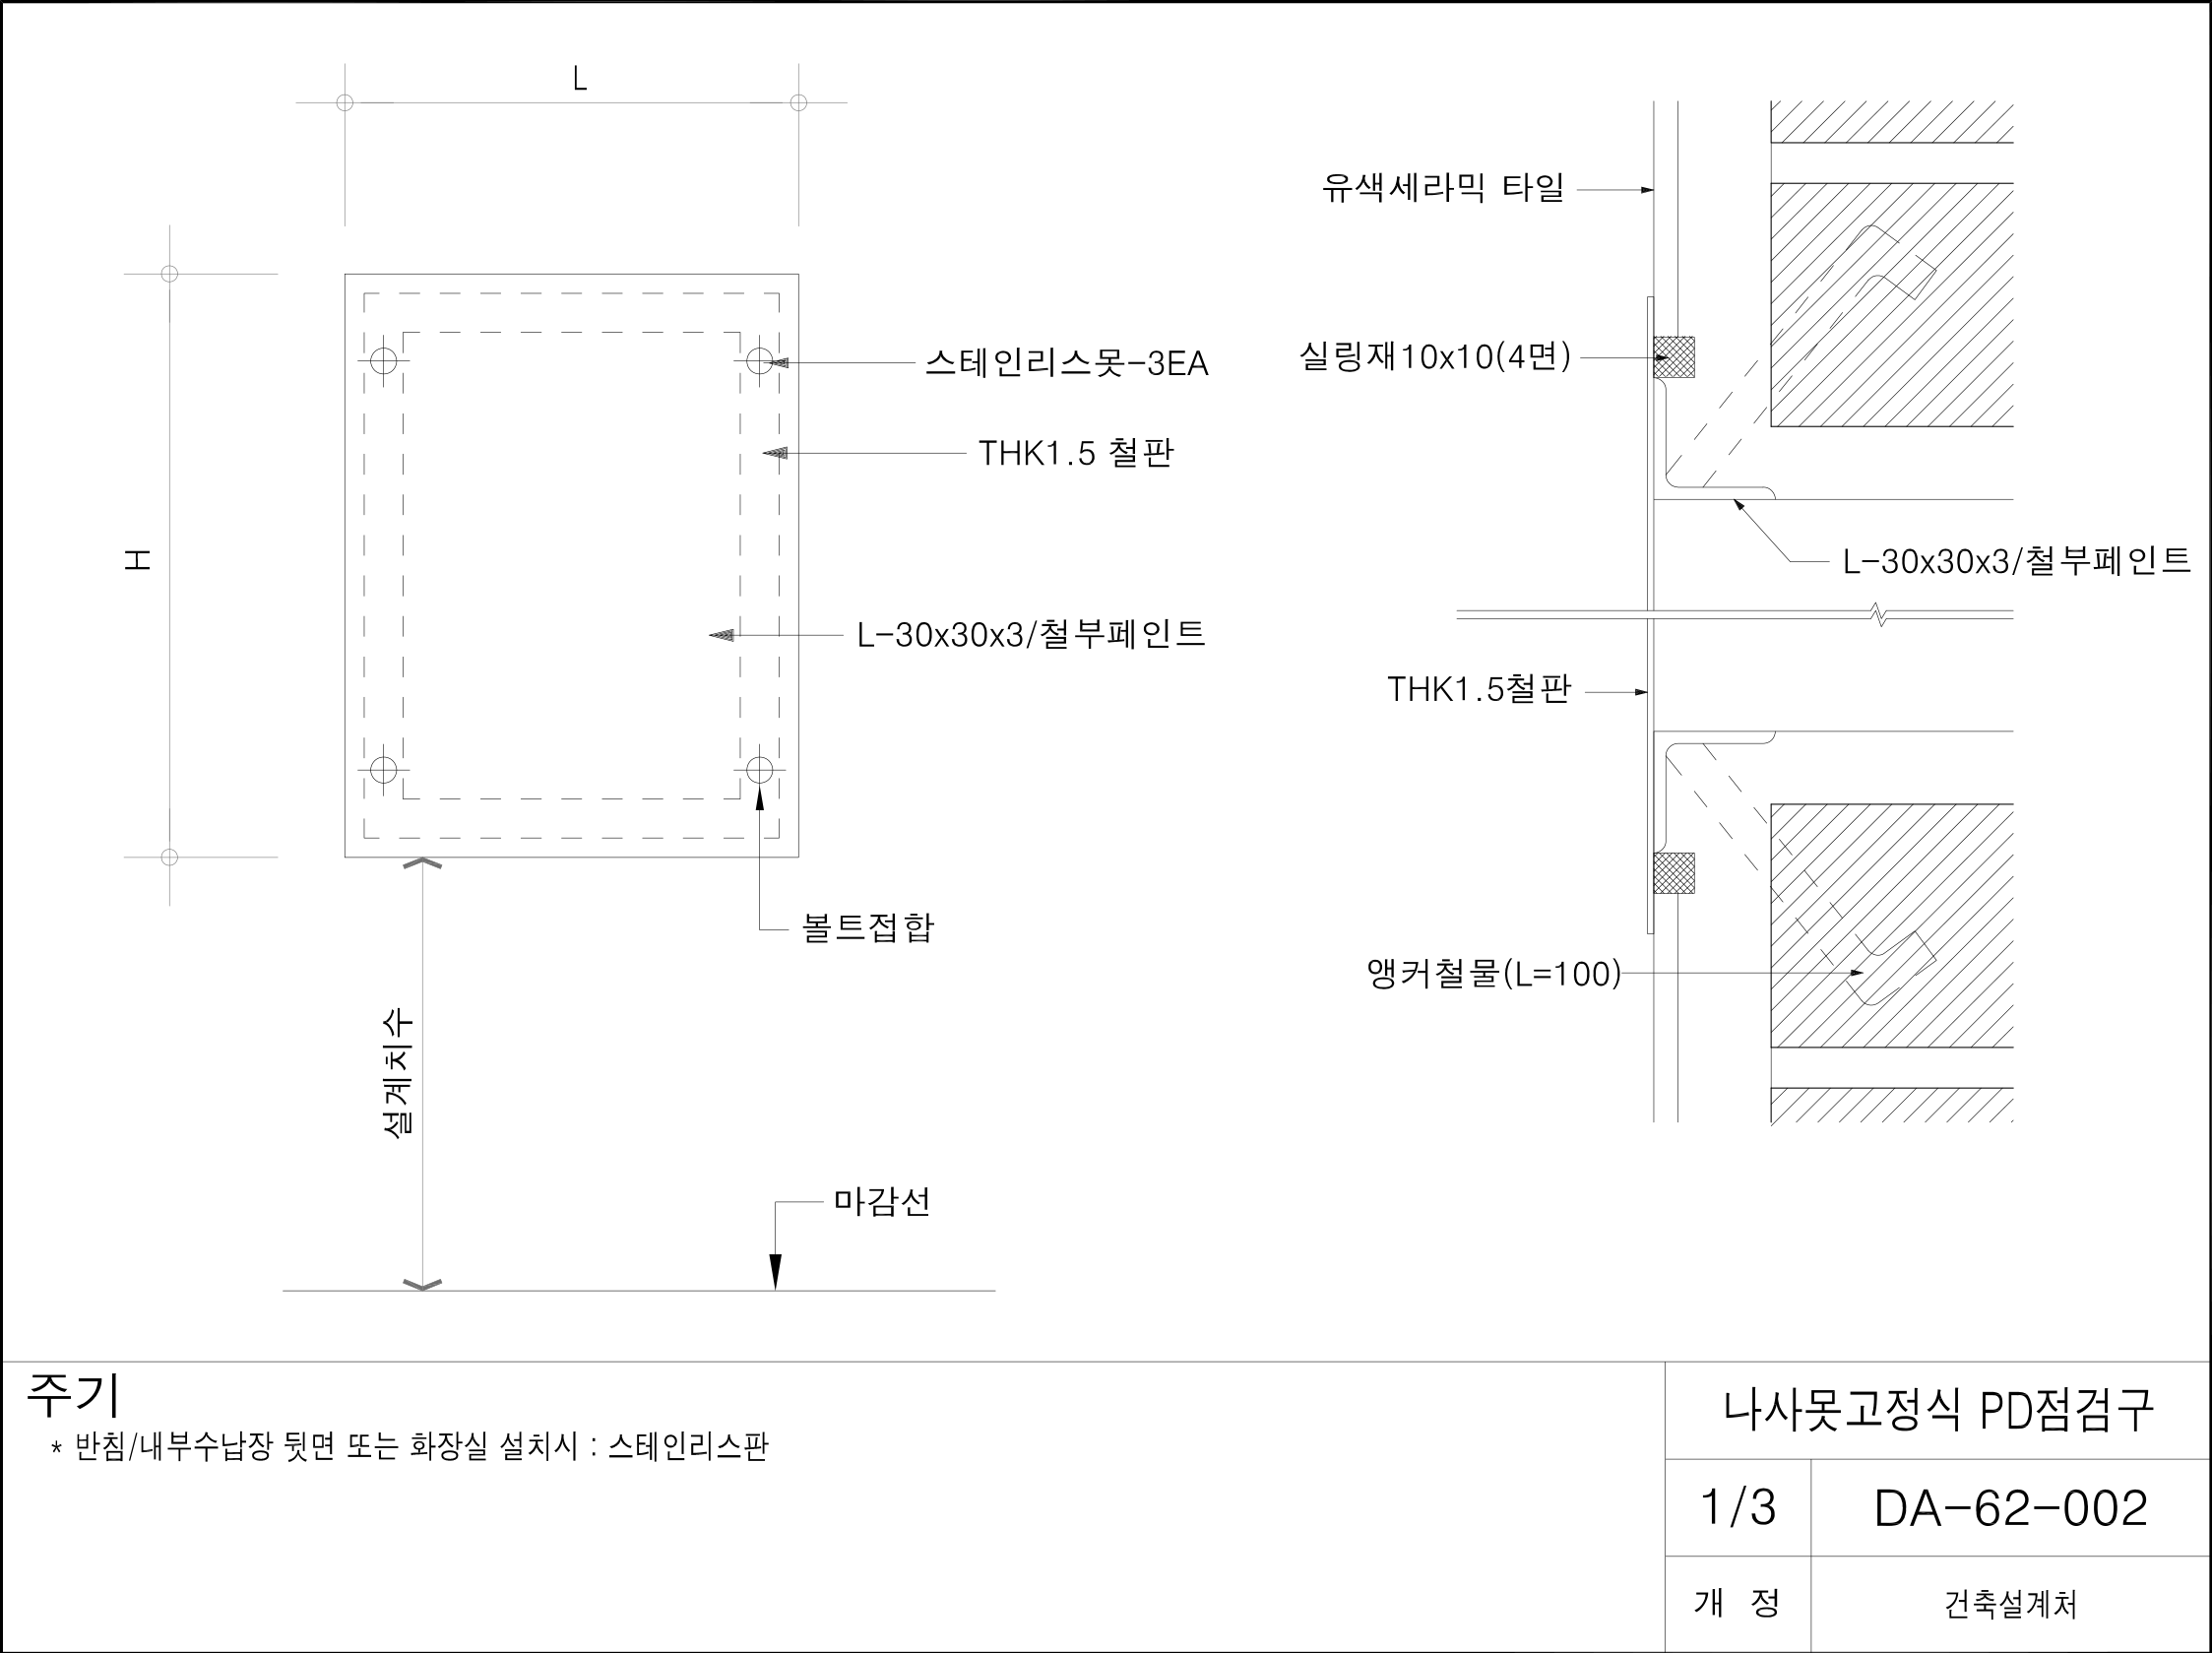 L
H
스테인리스못-3EA
THK1.5 철판
L-30x30x3/철부페인트
볼트접합
설계치수
마감선
유색세라믹 타일
실링재10x10(4면)
L-30x30x3/철부페인트
THK1.5철판
앵커철물(L=100)
주기
* 반침/내부수납장 뒷면 또는 화장실 설치시 : 스테인리스판
나사못고정식 PD점검구
1/3
DA-62-002
개 정
건축설계처